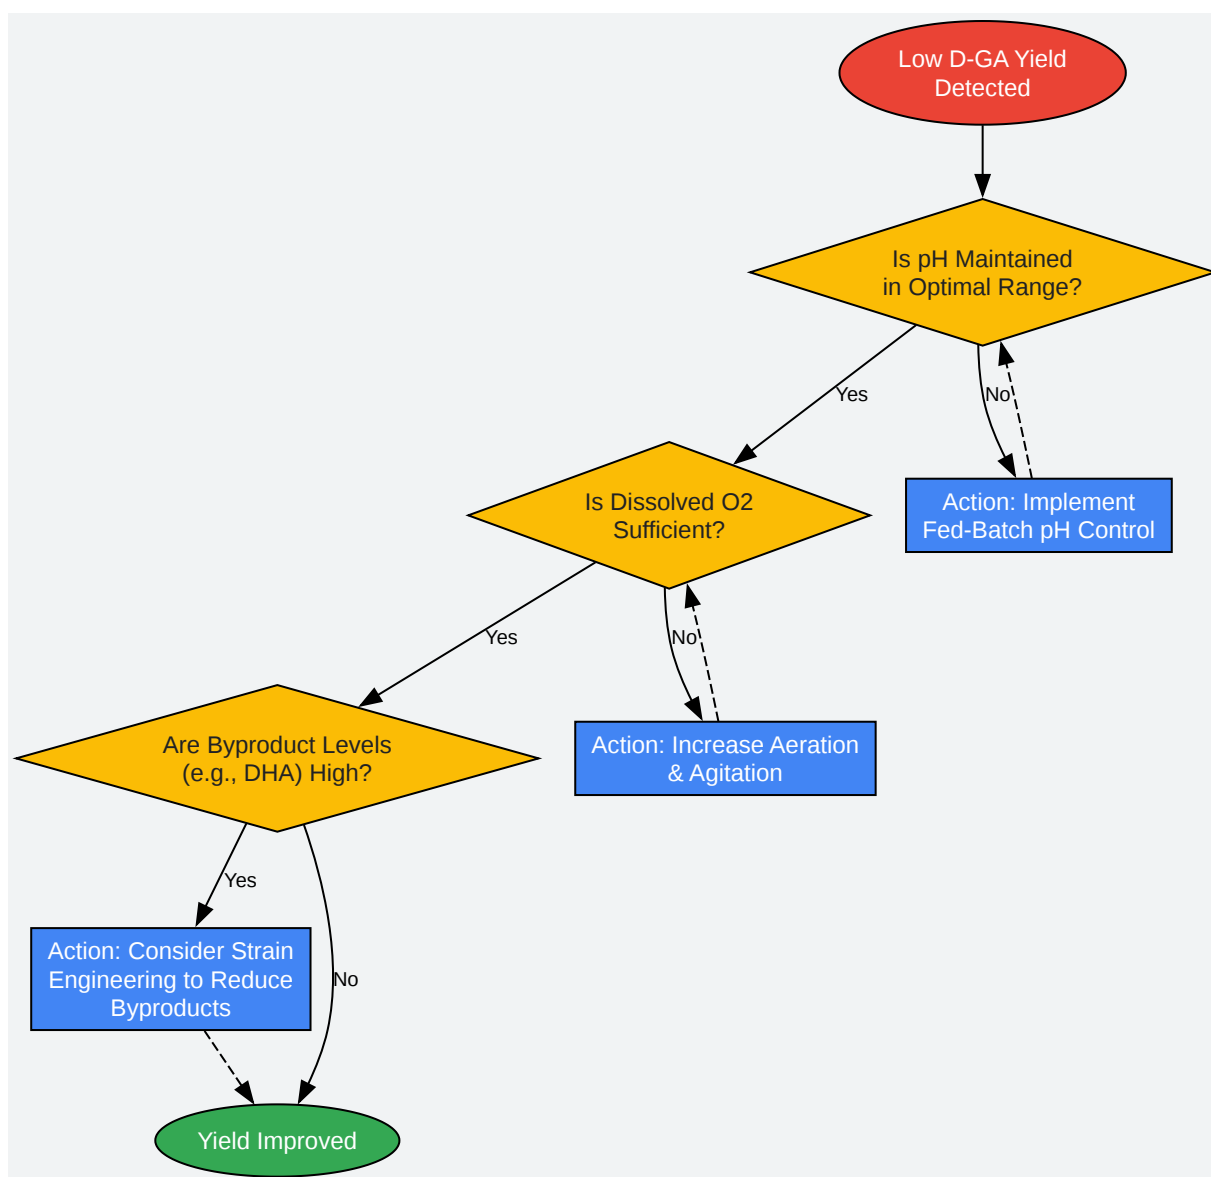 Low D-GA Yield
Detected
Is pH Maintained
in Optimal Range?
Yes
No
Is Dissolved O2
Sufficient?
Action: Implement
Fed-Batch pH Control
Yes
No
Are Byproduct Levels
(e.g., DHA) High?
Action: Increase Aeration
& Agitation
Yes
No
Action: Consider Strain
Engineering to Reduce
Byproducts
Yield Improved